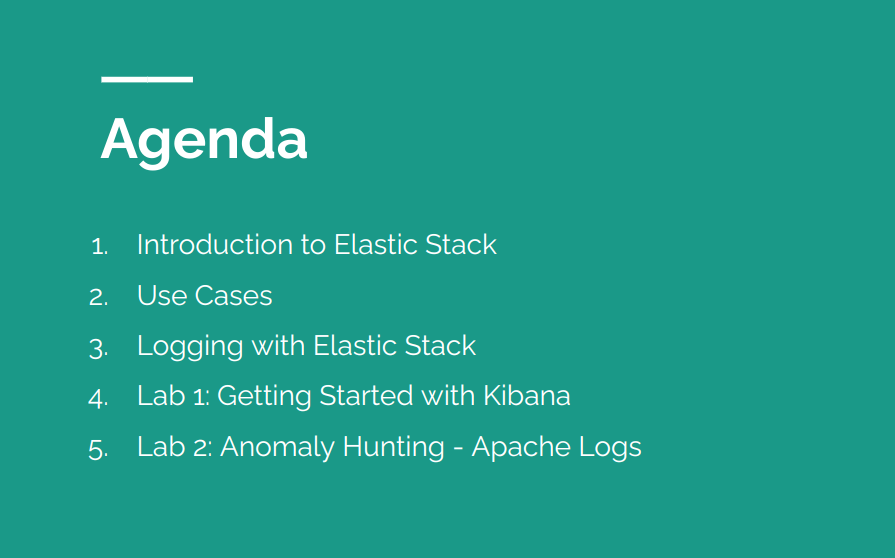 Agenda
1. Introduction to Elastic Stack
2. Use Cases
3. Logging with Elastic Stack
4. Lab 1: Getting Started with Kibana
5. Lab 2: Anomaly Hunting - Apache Logs